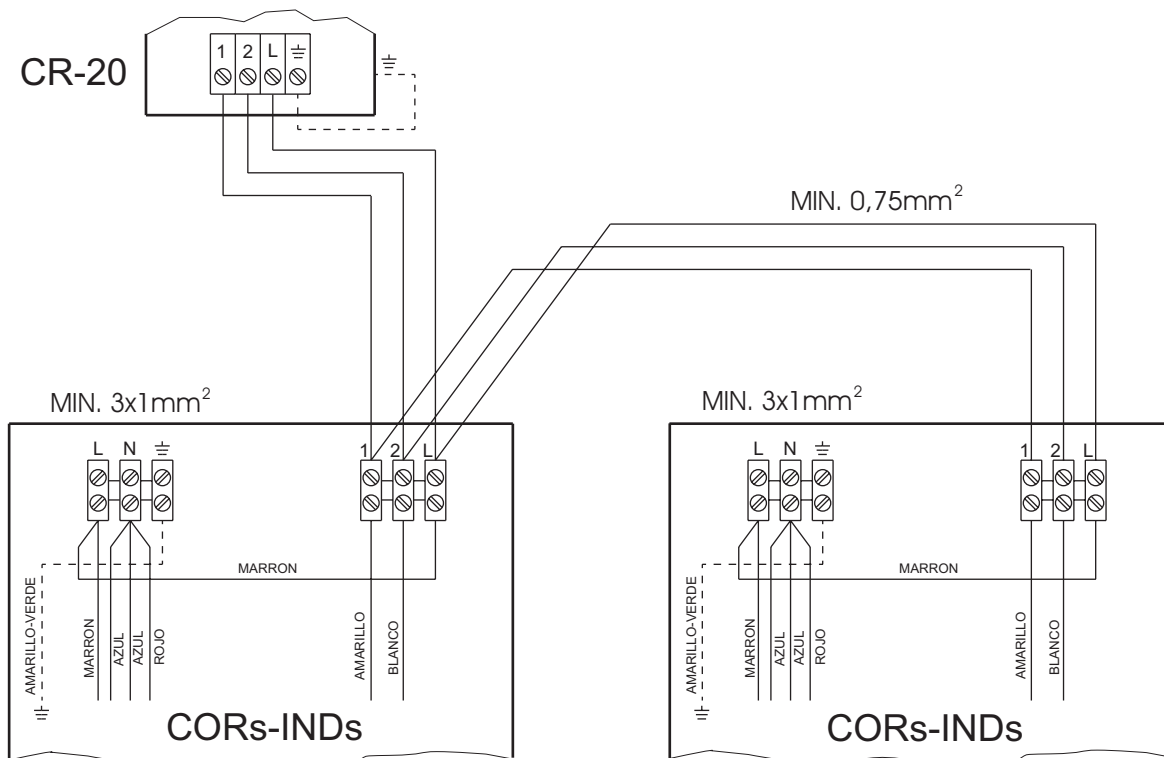 1 2 L
CR-20
MIN. 0,75mm²
MIN. 3x1mm²
L N
1 2 L
MARRON
AMARILLO-VERDE
MARRON
AZUL
AZUL
ROJO
AMARILLO
BLANCO
CORs-INDs
MIN. 3x1mm²
L N
1 2 L
MARRON
AMARILLO-VERDE
MARRON
AZUL
AZUL
ROJO
AMARILLO
BLANCO
CORs-INDs